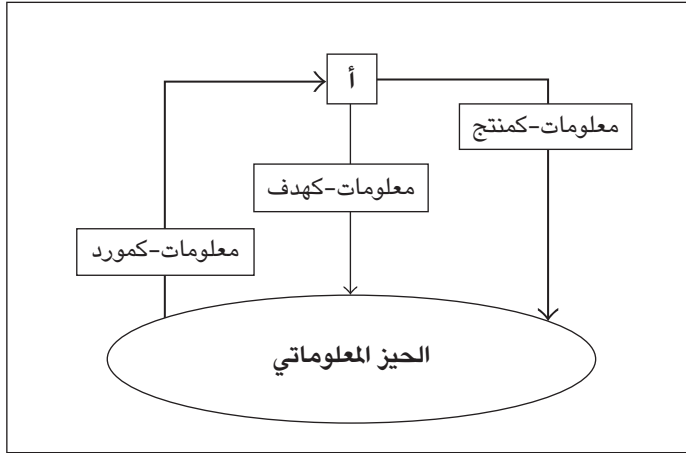 أ
معلومات-كمنتج
معلومات-كهدف
معلومات-كمورد
الحيز المعلوماتي